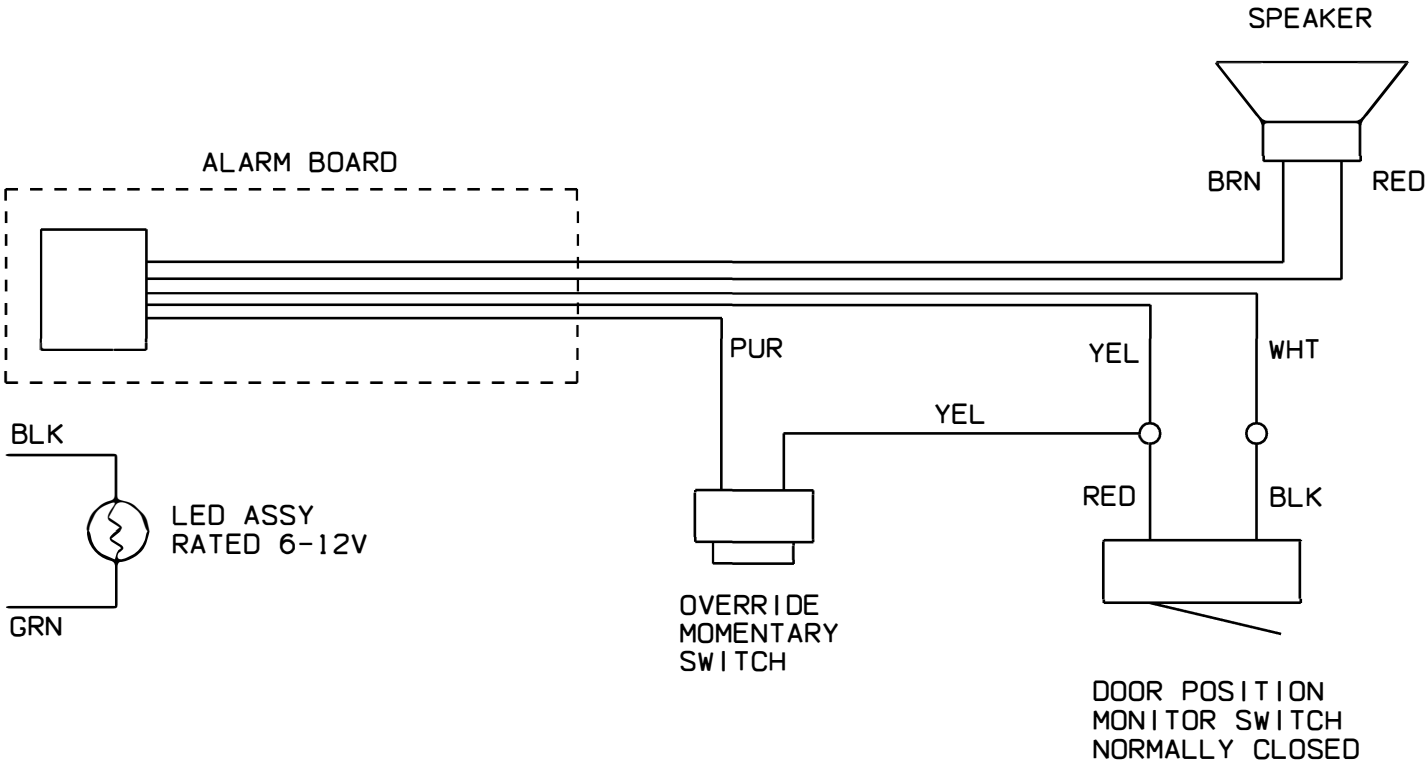 SPEAKER
ALARM BOARD
BRN
RED
PUR
YEL
WHT
YEL
BLK
LED ASSY
RATED 6-12V
GRN
RED
BLK
OVERRIDE
MOMENTARY
SWITCH
DOOR POSITION
MONITOR SWITCH
NORMALLY CLOSED